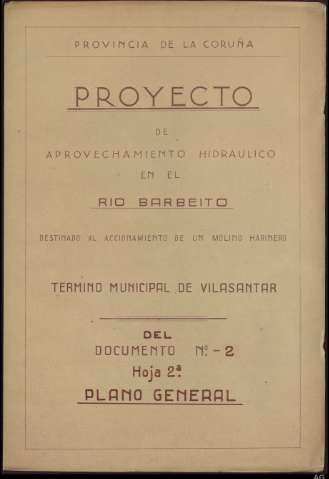 PROVINCIA DE LA CORUÑA
PROYECTO
DE
APROVECHAMIENTO HIDRAULICO
EN EL
RIO BARBEITO
DESTINADO AL ACCIONAMIENTO DE UN MOLINO HARINERO
TERMINO MUNICIPAL DE VILASANTAR
DEL
DOCUMENTO Nº - 2
Hoja 2ª
PLANO GENERAL